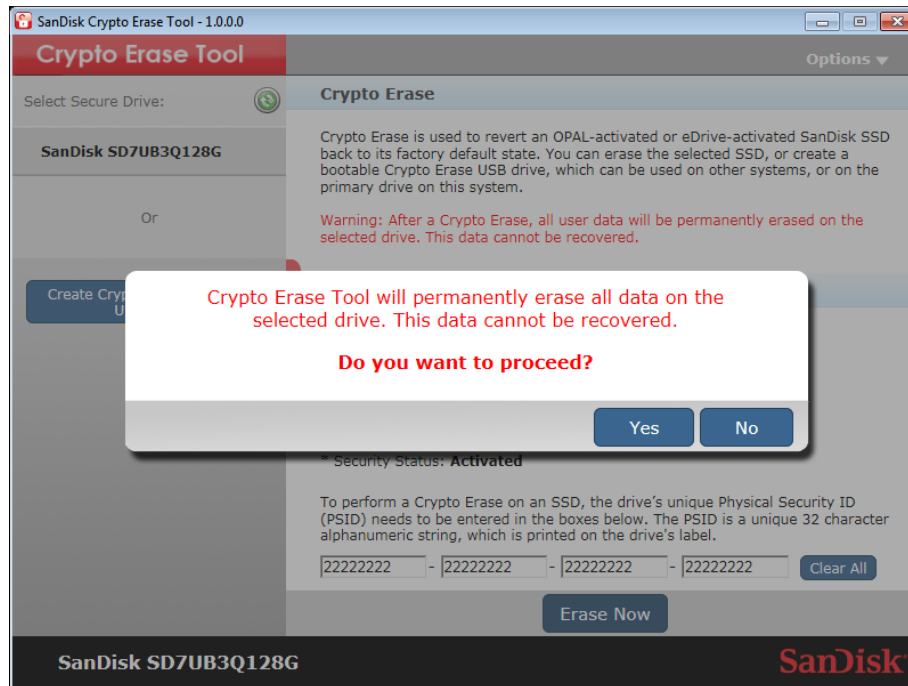 SanDisk Crypto Erase Tool - 1.0.0.0
Crypto Erase Tool
Options
Select Secure Drive:
SanDisk SD7UB3Q128G
Or
Create Cryp
U
Crypto Erase
Crypto Erase is used to revert an OPAL-activated or eDrive-activated SanDisk SSD
back to its factory default state. You can erase the selected SSD, or create a
bootable Crypto Erase USB drive, which can be used on other systems, or on the
primary drive on this system.
Warning: After a Crypto Erase, all user data will be permanently erased on the
selected drive. This data cannot be recovered.
Crypto Erase Tool will permanently erase all data on the
selected drive. This data cannot be recovered.
Do you want to proceed?
Yes
No
* Security Status: Activated
To perform a Crypto Erase on an SSD, the drive's unique Physical Security ID
(PSID) needs to be entered in the boxes below. The PSID is a unique 32 character
alphanumeric string, which is printed on the drive's label.
22222222 - 22222222 - 22222222 - 22222222 Clear All
Erase Now
SanDisk SD7UB3Q128G
SanDisk